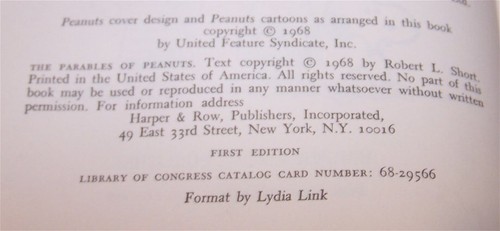 Peanuts cover design and Peanuts cartoons as arranged in this book
copyright © 1968
by United Feature Syndicate, Inc.
THE PARABLES OF PEANUTS. Text copyright © 1968 by Robert L. Short.
Printed in the United States of America. All rights reserved. No part of this
book may be used or reproduced in any manner whatsoever without written
permission. For information address
Harper & Row, Publishers, Incorporated,
49 East 33rd Street, New York, N.Y. 10016
FIRST EDITION
LIBRARY OF CONGRESS CATALOG CARD NUMBER: 68-29566
Format by Lydia Link